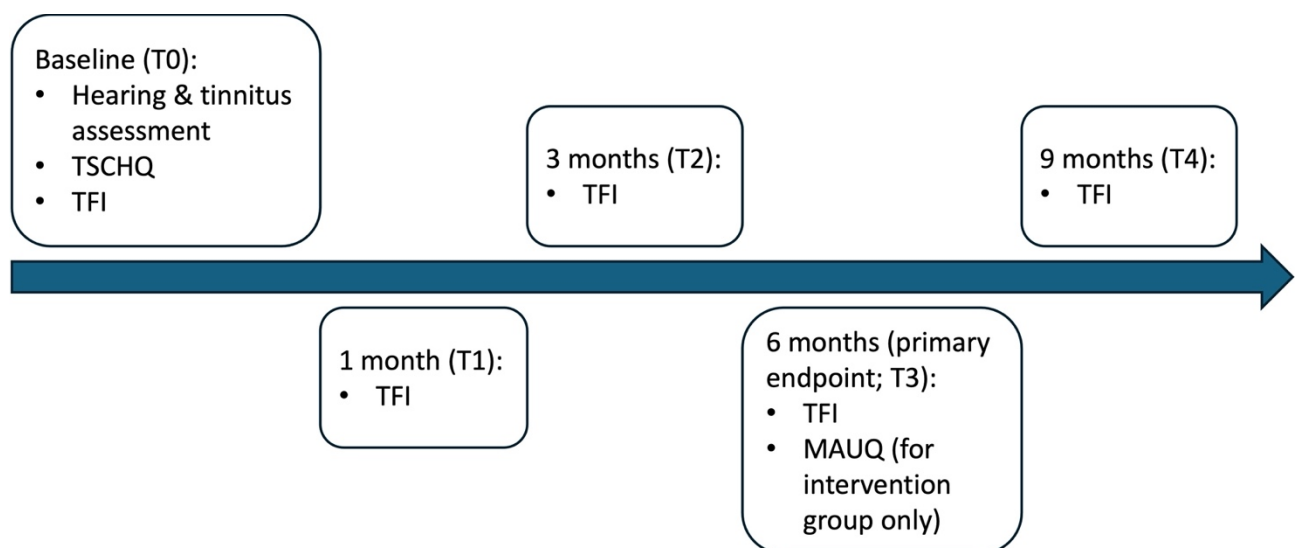 Baseline (T0):
• Hearing & tinnitus
assessment
• TSCHQ
• TFI
1 month (T1):
• TFI
3 months (T2):
• TFI
6 months (primary
endpoint; T3):
• TFI
• MAUQ (for
intervention
group only)
9 months (T4):
• TFI